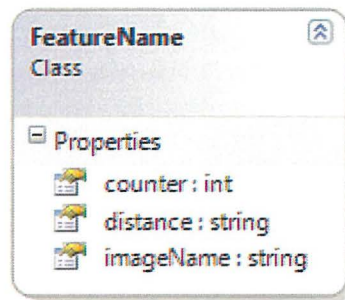 FeatureName
Class
Properties
counter : int
distance : string
imageName : string